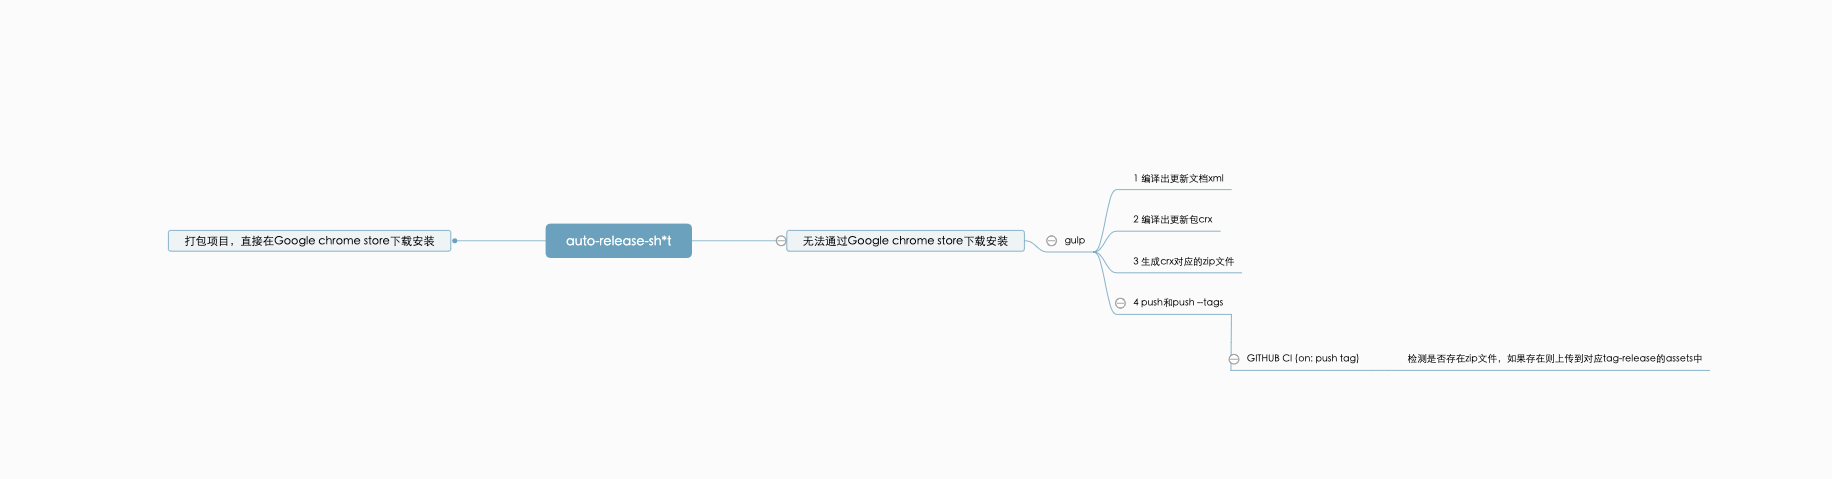 打包项目，直接在Google chrome store下载安装
auto-release-sh*t
无法通过Google chrome store下载安装
gulp
1 编译出更新文档xml
2 编译出更新包crx
3 生成crx对应的zip文件
4 push和push --tags
GITHUB CI (on: push tag)
检测是否存在zip文件，如果存在则上传到对应tag-release的assets中